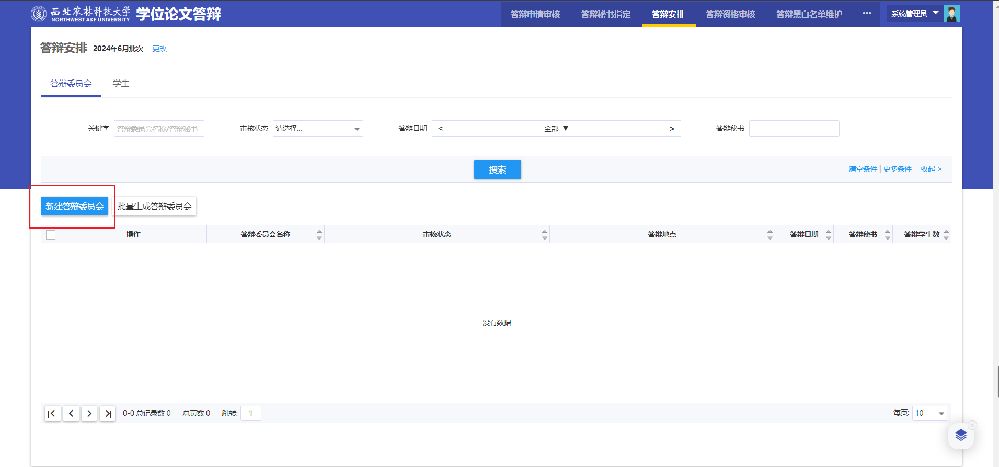 西北农林科技大学 学位论文答辩
NORTHWEST A&F UNIVERSITY
答辩申请审核 答辩秘书指定 答辩安排 答辩资格审核 答辩黑白名单维护 ··· 系统管理员
答辩安排 2024年6月批次 更改
答辩委员会 学生
关键字 答辩委员会名称/答辩秘书 审核状态 请选择... 答辩日期 < 全部 ▼ > 答辩秘书
搜索
清空条件 | 更多条件 收起 >
新建答辩委员会 批量生成答辩委员会
操作 答辩委员会名称 审核状态 答辩地点 答辩日期 答辩秘书 答辩学生数
没有数据
0-0 总记录数 0 总页数 0 跳转: 1 每页: 10